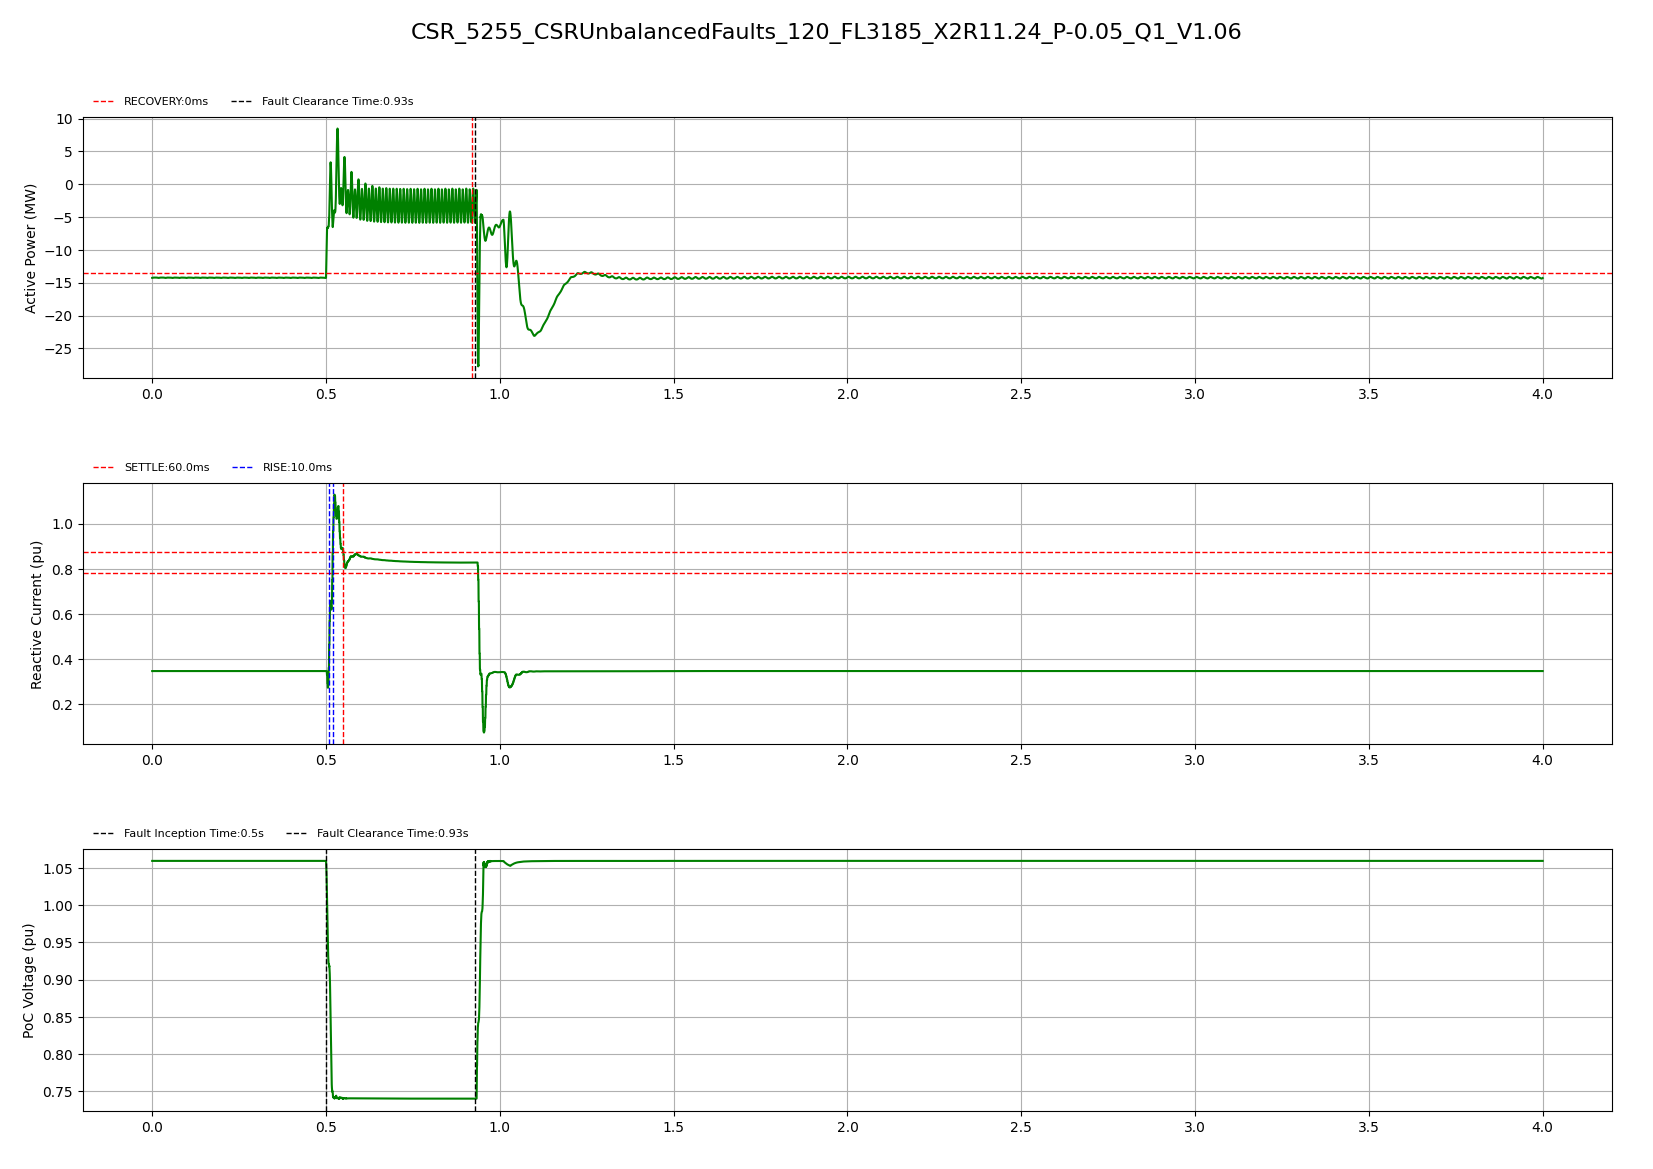 CSR_5255_CSRUnbalancedFaults_120_FL3185_X2R11.24_P-0.05_Q1_V1.06
RECOVERY:0ms Fault Clearance Time:0.93s
Active Power (MW)
10
5
0
−5
−10
−15
−20
−25
0.0 0.5 1.0 1.5 2.0 2.5 3.0 3.5 4.0
SETTLE:60.0ms RISE:10.0ms
Reactive Current (pu)
1.0
0.8
0.6
0.4
0.2
0.0 0.5 1.0 1.5 2.0 2.5 3.0 3.5 4.0
Fault Inception Time:0.5s Fault Clearance Time:0.93s
PoC Voltage (pu)
1.05
1.00
0.95
0.90
0.85
0.80
0.75
0.0 0.5 1.0 1.5 2.0 2.5 3.0 3.5 4.0